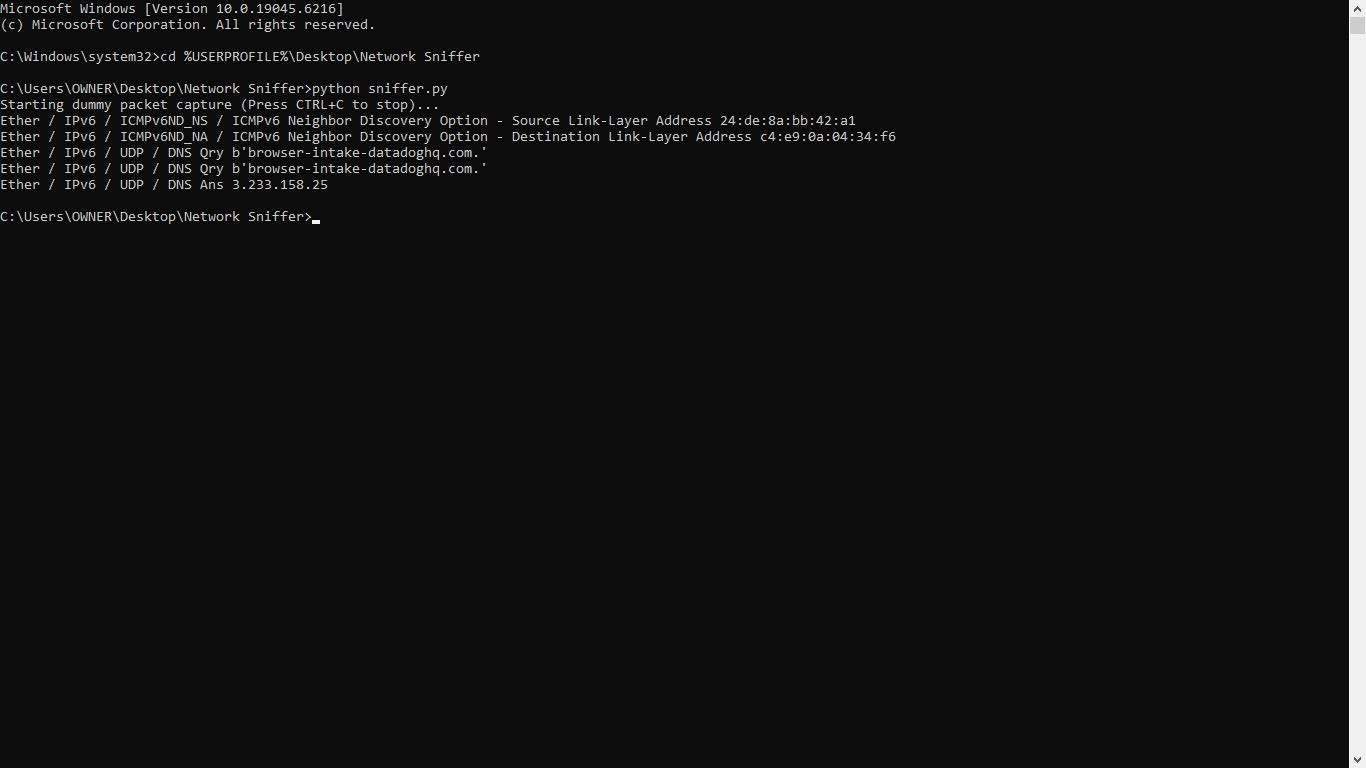 Microsoft Windows [Version 10.0.19045.6216]
(c) Microsoft Corporation. All rights reserved.
C:\Windows\system32>cd %USERPROFILE%\Desktop\Network Sniffer
C:\Users\OWNER\Desktop\Network Sniffer>python sniffer.py
Starting dummy packet capture (Press CTRL+C to stop)...
Ether / IPv6 / ICMPv6ND_NS / ICMPv6 Neighbor Discovery Option - Source Link-Layer Address 24:de:8a:bb:42:a1
Ether / IPv6 / ICMPv6ND_NA / ICMPv6 Neighbor Discovery Option - Destination Link-Layer Address c4:e9:0a:04:34:f6
Ether / IPv6 / UDP / DNS Qry b'browser-intake-datadoghq.com.'
Ether / IPv6 / UDP / DNS Qry b'browser-intake-datadoghq.com.'
Ether / IPv6 / UDP / DNS Ans 3.233.158.25
C:\Users\OWNER\Desktop\Network Sniffer>